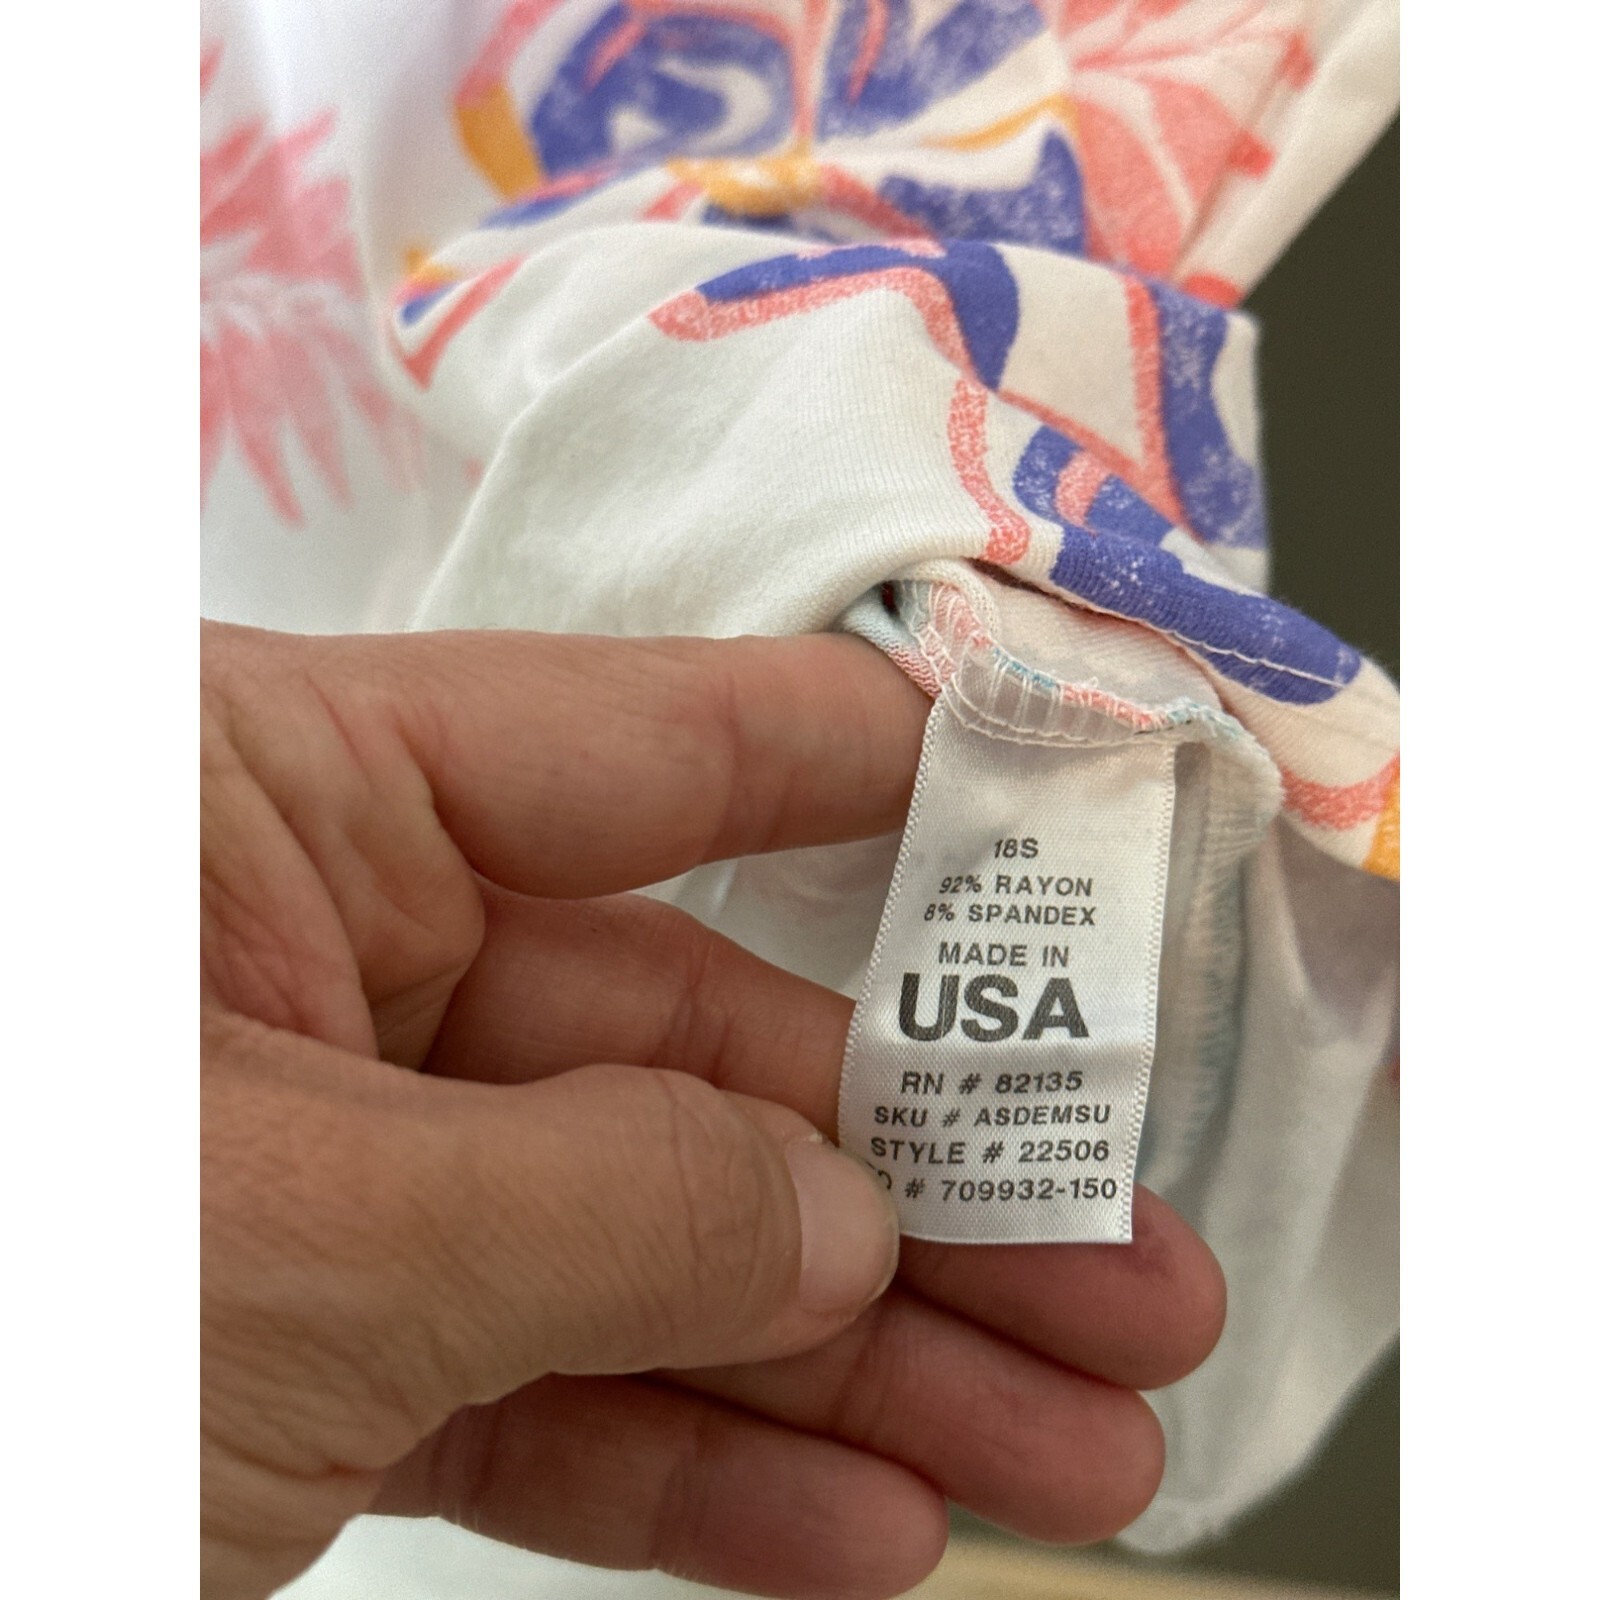 18S
92% RAYON
8% SPANDEX
MADE IN
USA
RN # 82135
SKU # ASDEMSU
STYLE # 22506
# 709932-150